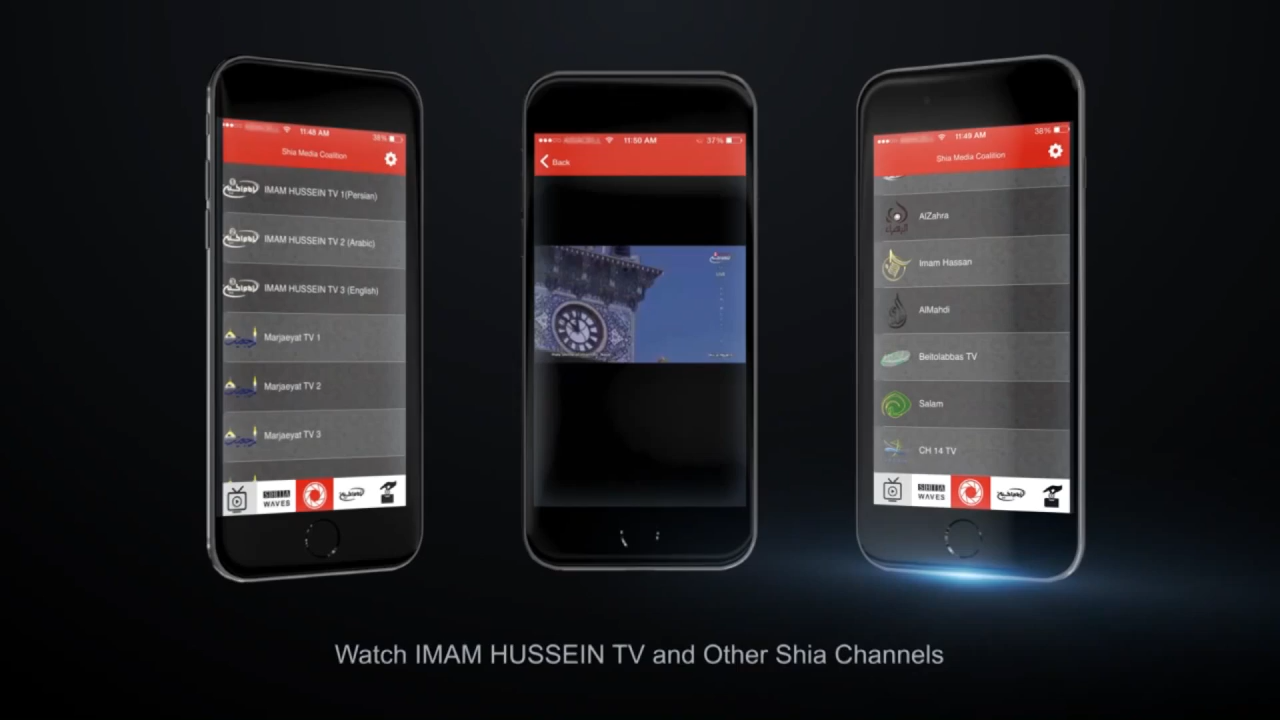 11:48 AM
38%
Shia Media Coalition
IMAM HUSSEIN TV 1(Persian)
IMAM HUSSEIN TV 2 (Arabic)
IMAM HUSSEIN TV 3 (English)
Marjaeyat TV 1
Marjaeyat TV 2
Marjaeyat TV 3
SHIA
WAVES
11:50 AM
37%
Back
11:49 AM
38%
Shia Media Coalition
AlZahra
الزهراء
Imam Hassan
AlMahdi
Beitolabbas TV
Salam
CH 14 TV
SHIA
WAVES
Watch IMAM HUSSEIN TV and Other Shia Channels